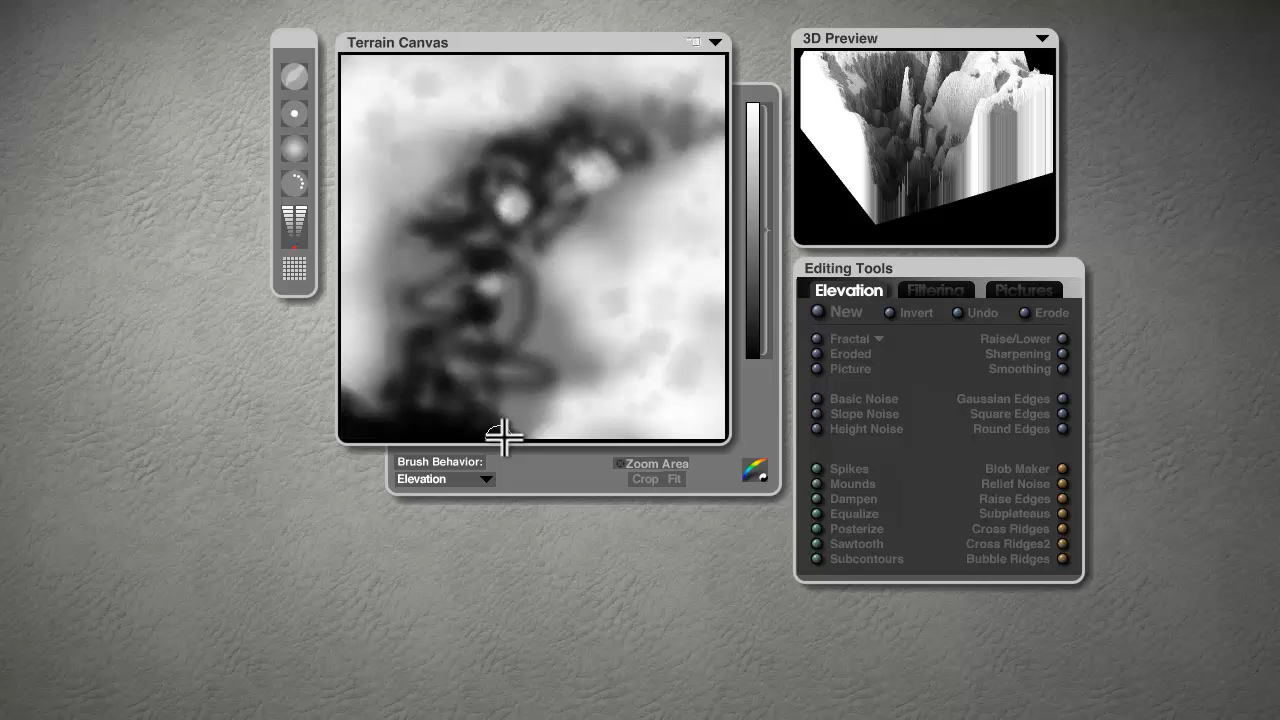 Terrain Canvas
3D Preview
Editing Tools
Elevation Filtering Pictures
New Invert Undo Erode
Fractal Raise/Lower
Eroded Sharpening
Picture Smoothing
Basic Noise Gaussian Edges
Slope Noise Square Edges
Height Noise Round Edges
Spikes Blob Maker
Mounds Relief Noise
Dampen Raise Edges
Equalize Subplateaus
Posterize Cross Ridges
Sawtooth Cross Ridges2
Subcontours Bubble Ridges
Brush Behavior:
Elevation
Zoom Area
Crop Fit